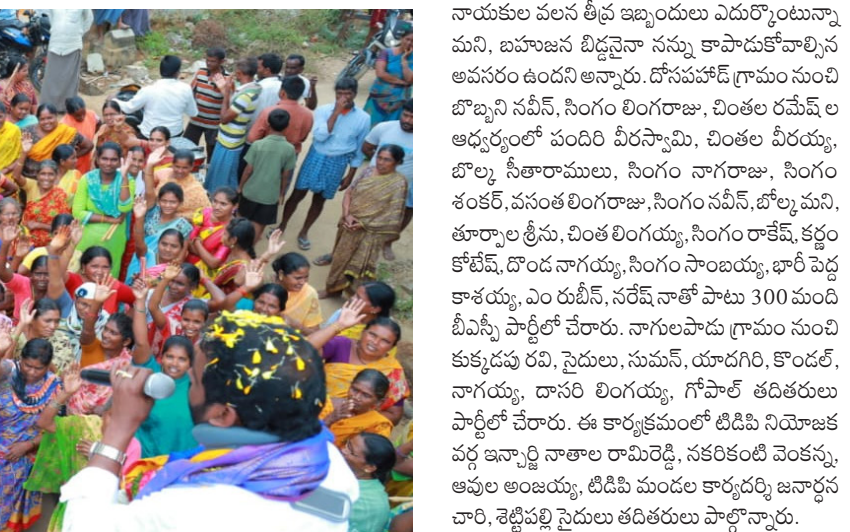 నాయకుల వలన తీవ్ర ఇబ్బందులు ఎదుర్కొంటున్నా
మని, బహుజన బిడ్డనైనా నన్ను కాపాడుకోవాల్సిన
అవసరం ఉందని అన్నారు. దోసపహాడ్ గ్రామం నుంచి
బొబ్బని నవీన్, సింగం లింగరాజు, చింతల రమేష్ ల
ఆధ్వర్యంలో పందిరి వీరస్వామి, చింతల వీరయ్య,
బొల్క సీతారాములు, సింగం నాగరాజు, సింగం
శంకర్, వసంత లింగరాజు, సింగం నవీన్, బోల్క మని,
తూర్పాల శ్రీను, చింత లింగయ్య, సింగం రాకేష్, కర్ణం
కోటేష్, దొండ నాగయ్య, సింగం సాంబయ్య, భారీ పెద్ద
కాశయ్య, ఎం రుబీన్, నరేష్ నాతో పాటు 300 మంది
బీఎస్పీ పార్టీలో చేరారు. నాగులపాడు గ్రామం నుంచి
కుక్కడపు రవి, సైదులు, సుమన్, యాదగిరి, కొండల్,
నాగయ్య, దాసరి లింగయ్య, గోపాల్ తదితరులు
పార్టీలో చేరారు. ఈ కార్యక్రమంలో టిడిపి నియోజక
వర్గ ఇన్చార్జి నాతాల రామిరెడ్డి, నకరికంటి వెంకన్న,
ఆవుల అంజయ్య, టిడిపి మండల కార్యదర్శి జనార్ధన
చారి, శెట్టిపల్లి సైదులు తదితరులు పాల్గొన్నారు.